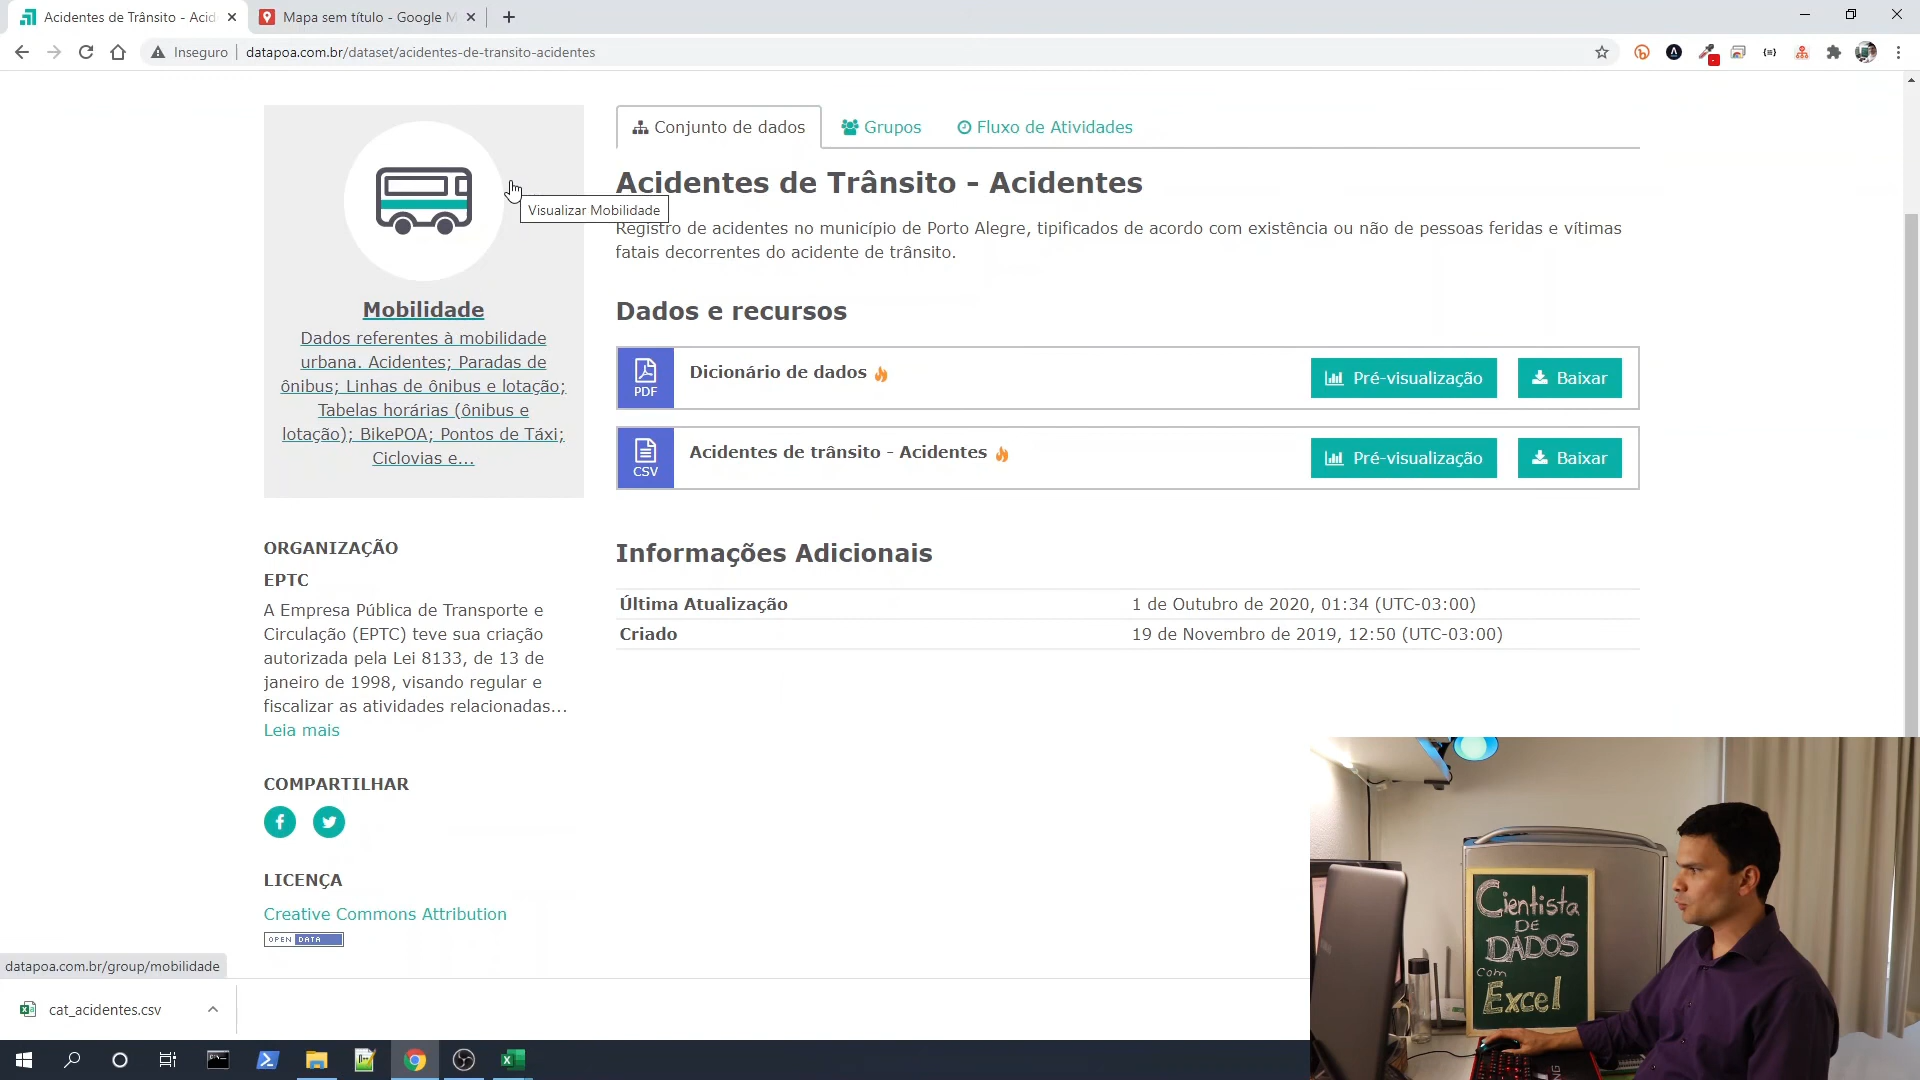 Acidentes de Trânsito - Acid
Mapa sem título - Google M
Inseguro
datapoa.com.br/dataset/acidentes-de-transito-acidentes
Visualizar Mobilidade
Mobilidade
Dados referentes à mobilidade
urbana. Acidentes; Paradas de
ônibus; Linhas de ônibus e lotação;
Tabelas horárias (ônibus e
lotação); BikePOA; Pontos de Táxi;
Ciclovias e...
ORGANIZAÇÃO
EPTC
A Empresa Pública de Transporte e
Circulação (EPTC) teve sua criação
autorizada pela Lei 8133, de 13 de
janeiro de 1998, visando regular e
fiscalizar as atividades relacionadas...
Leia mais
COMPARTILHAR
LICENÇA
Creative Commons Attribution
OPEN DATA
Conjunto de dados
Grupos
Fluxo de Atividades
Acidentes de Trânsito - Acidentes
Registro de acidentes no município de Porto Alegre, tipificados de acordo com existência ou não de pessoas feridas e vítimas
fatais decorrentes do acidente de trânsito.
Dados e recursos
PDF
Dicionário de dados
Pré-visualização
Baixar
CSV
Acidentes de trânsito - Acidentes
Pré-visualização
Baixar
Informações Adicionais
Última Atualização
1 de Outubro de 2020, 01:34 (UTC-03:00)
Criado
19 de Novembro de 2019, 12:50 (UTC-03:00)
datapoa.com.br/group/mobilidade
cat_acidentes.csv
Cientista
DE
DADOS
com
Excel